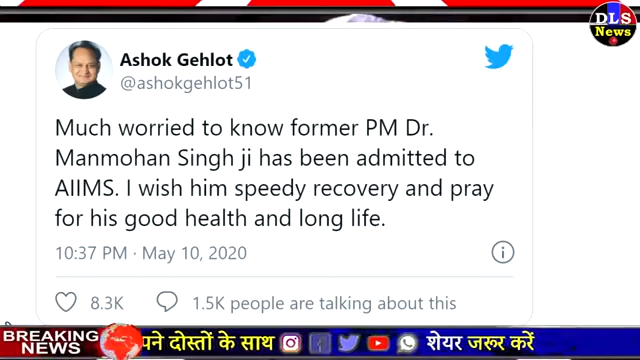 DLS
News
Ashok Gehlot
@ashokgehlot51
Much worried to know former PM Dr.
Manmohan Singh ji has been admitted to
AIIMS. I wish him speedy recovery and pray
for his good health and long life.
10:37 PM · May 10, 2020
8.3K 1.5K people are talking about this
BREAKING
NEWS
पने दोस्तों के साथ शेयर जरूर करें